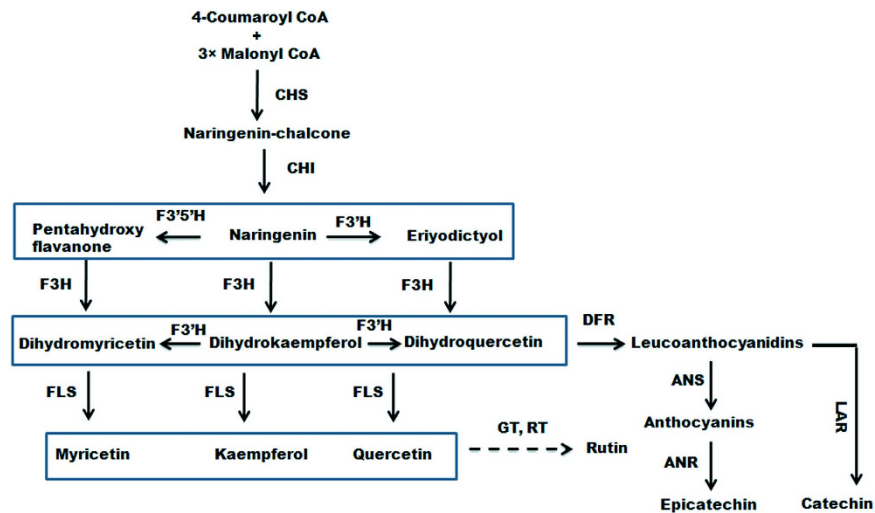 4-Coumaroyl CoA
+
3× Malonyl CoA
CHS
Naringenin-chalcone
CHI
F3'5'H F3'H
Pentahydroxy flavanone Naringenin Eriyodictyol
F3H F3H F3H
F3'H F3'H DFR
Dihydromyricetin Dihydrokaempferol Dihydroquercetin Leucoanthocyanidins
FLS FLS FLS ANS LAR
GT, RT Anthocyanins
Myricetin Kaempferol Quercetin Rutin
ANR
Epicatechin Catechin